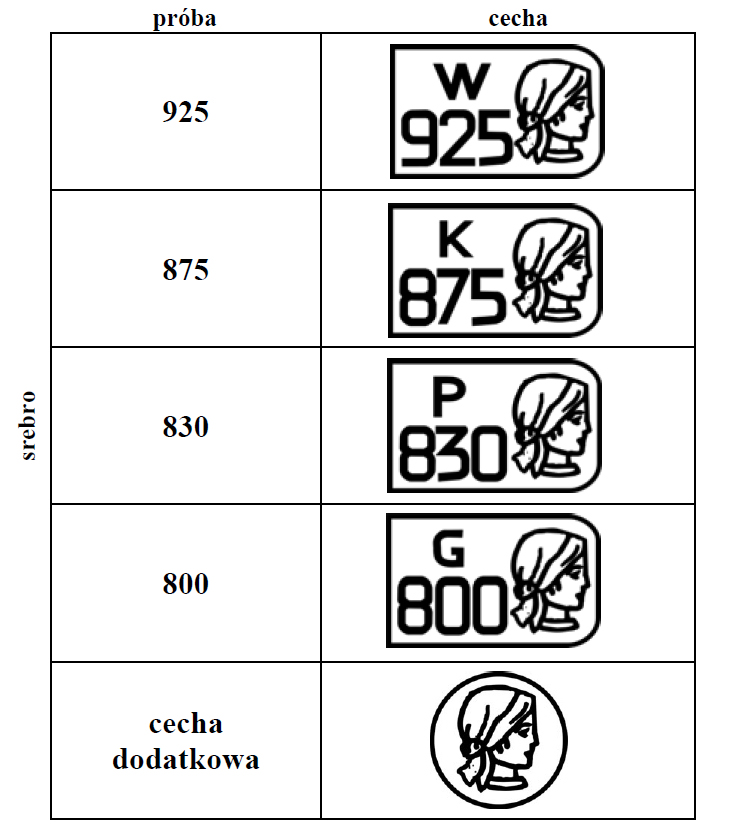 próba cecha
925
W
925
875
K
875
srebro
830
P
830
800
G
800
cecha
dodatkowa